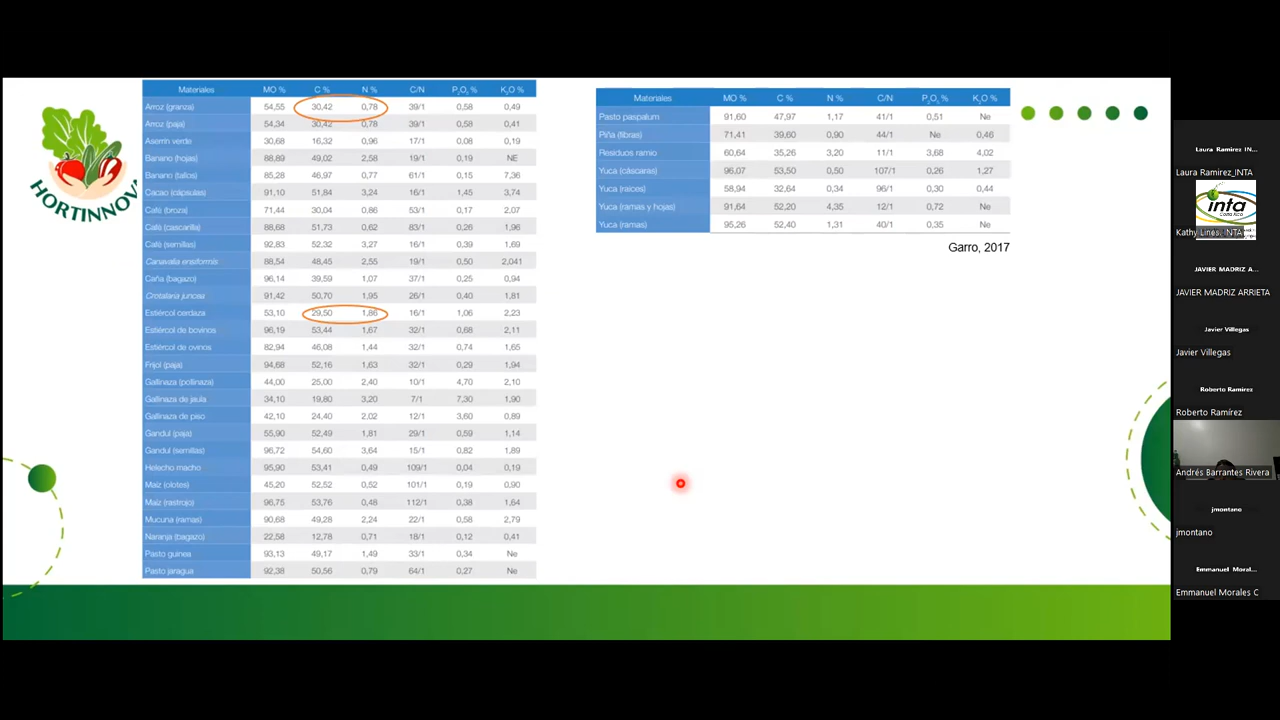 HORTINNOV
Materiales MO % C % N % C/N P₂O₅ % K₂O %
Arroz (granza) 54,55 30,42 0,78 39/1 0,58 0,49
Arroz (paja) 54,34 30,42 0,78 39/1 0,58 0,41
Aserrín verde 30,68 16,32 0,96 17/1 0,08 0,19
Banano (hojas) 88,89 49,02 2,58 19/1 0,19 NE
Banano (tallos) 85,28 46,97 0,77 61/1 0,15 7,36
Cacao (cápsulas) 91,10 51,84 3,24 16/1 1,45 3,74
Café (broza) 71,44 30,04 0,86 53/1 0,17 2,07
Café (cascarilla) 88,68 51,73 0,62 83/1 0,26 1,96
Café (semillas) 92,83 52,32 3,27 16/1 0,39 1,69
Canavalia ensiformis 88,54 48,45 2,55 19/1 0,50 2,041
Caña (bagazo) 96,14 39,59 1,07 37/1 0,25 0,94
Crotalaria juncea 91,42 50,70 1,95 26/1 0,40 1,81
Estiércol cerdaza 53,10 29,50 1,86 16/1 1,06 2,23
Estiércol de bovinos 96,19 53,44 1,67 32/1 0,68 2,11
Estiércol de ovinos 82,94 46,08 1,44 32/1 0,74 1,65
Frijol (paja) 94,68 52,16 1,63 32/1 0,29 1,94
Gallinaza (pollinaza) 44,00 25,00 2,40 10/1 4,70 2,10
Gallinaza de jaula 34,10 19,80 3,20 7/1 7,30 1,90
Gallinaza de piso 42,10 24,40 2,02 12/1 3,60 0,89
Gandul (paja) 55,90 52,49 1,81 29/1 0,59 1,14
Gandul (semillas) 96,72 54,60 3,64 15/1 0,82 1,89
Helecho macho 95,90 53,41 0,49 109/1 0,04 0,19
Maíz (olotes) 45,20 52,52 0,52 101/1 0,19 0,90
Maíz (rastrojo) 96,75 53,76 0,48 112/1 0,38 1,64
Mucuna (ramas) 90,68 49,28 2,24 22/1 0,58 2,79
Naranja (bagazo) 22,58 12,78 0,71 18/1 0,12 0,41
Pasto guinea 93,13 49,17 1,49 33/1 0,34 Ne
Pasto jaragua 92,38 50,56 0,79 64/1 0,27 Ne
Materiales MO % C % N % C/N P₂O₅ % K₂O %
Pasto paspalum 91,60 47,97 1,17 41/1 0,51 Ne
Piña (fibras) 71,41 39,60 0,90 44/1 Ne 0,46
Residuos ramio 60,64 35,26 3,20 11/1 3,68 4,02
Yuca (cáscaras) 96,07 53,50 0,50 107/1 0,26 1,27
Yuca (raíces) 58,94 32,64 0,34 96/1 0,30 0,44
Yuca (ramas y hojas) 91,64 52,20 4,35 12/1 0,72 Ne
Yuca (ramas) 95,26 52,40 1,31 40/1 0,35 Ne
Garro, 2017
Laura Ramírez IN...
Laura Ramírez_INTA
inta
Costa Rica
Kathy Lines, INTA
JAVIER MADRIZ A...
JAVIER MADRIZ ARRIETA
Javier Villegas
Javier Villegas
Roberto Ramírez
Roberto Ramírez
Andrés Barrantes Rivera
jmontano
jmontano
Emmanuel Moral...
Emmanuel Morales C